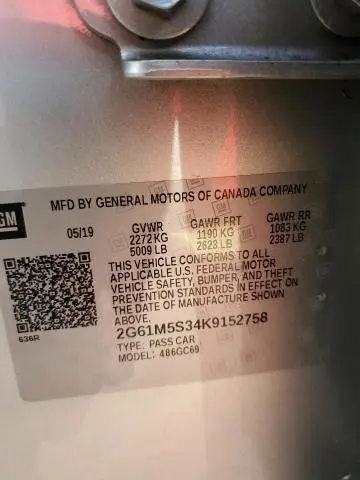 MFD BY GENERAL MOTORS OF CANADA COMPANY
GM
05/19
GVWR
2272 KG
5009 LB
GAWR FRT
1190 KG
2623 LB
GAWR RR
1083 KG
2387 LB
THIS VEHICLE CONFORMS TO ALL
APPLICABLE U.S. FEDERAL MOTOR
VEHICLE SAFETY, BUMPER, AND THEFT
PREVENTION STANDARDS IN EFFECT ON
THE DATE OF MANUFACTURE SHOWN
ABOVE.
2G61M5S34K9152758
TYPE: PASS CAR
MODEL: 486GC69
636R